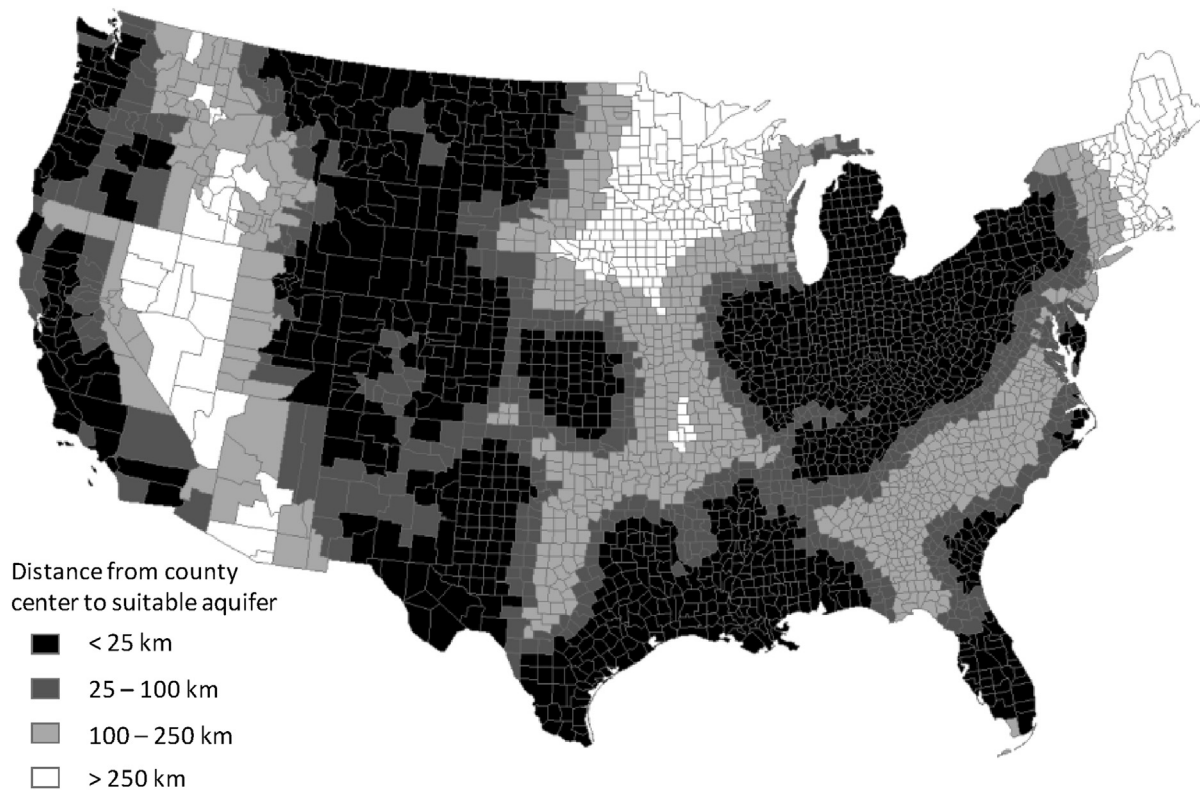 Distance from county
center to suitable aquifer
< 25 km
25 – 100 km
100 – 250 km
> 250 km